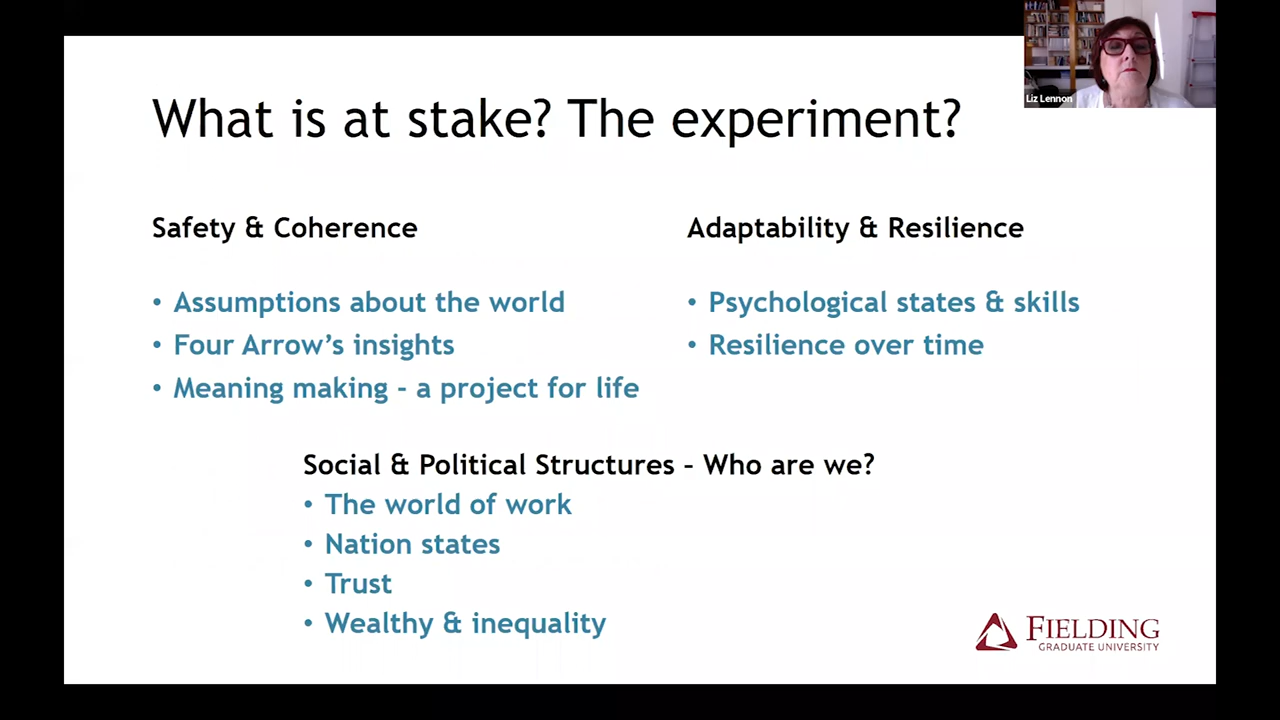 Liz Lennon
What is at stake? The experiment?
Safety & Coherence
• Assumptions about the world
• Four Arrow’s insights
• Meaning making - a project for life
Adaptability & Resilience
• Psychological states & skills
• Resilience over time
Social & Political Structures – Who are we?
• The world of work
• Nation states
• Trust
• Wealthy & inequality
FIELDING
GRADUATE UNIVERSITY